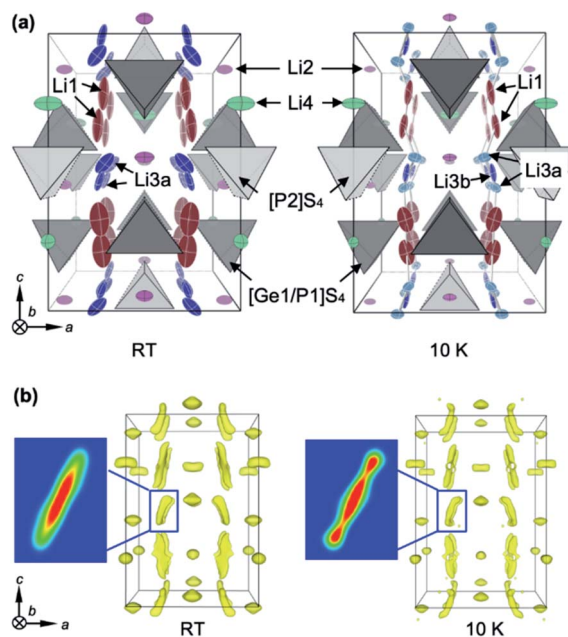 (a)
Li1
Li2
Li4
Li3a
[P2]S4
[Ge1/P1]S4
Li1
Li3b
Li3a
c
b
a
RT
10 K
(b)
c
b
a
RT
10 K